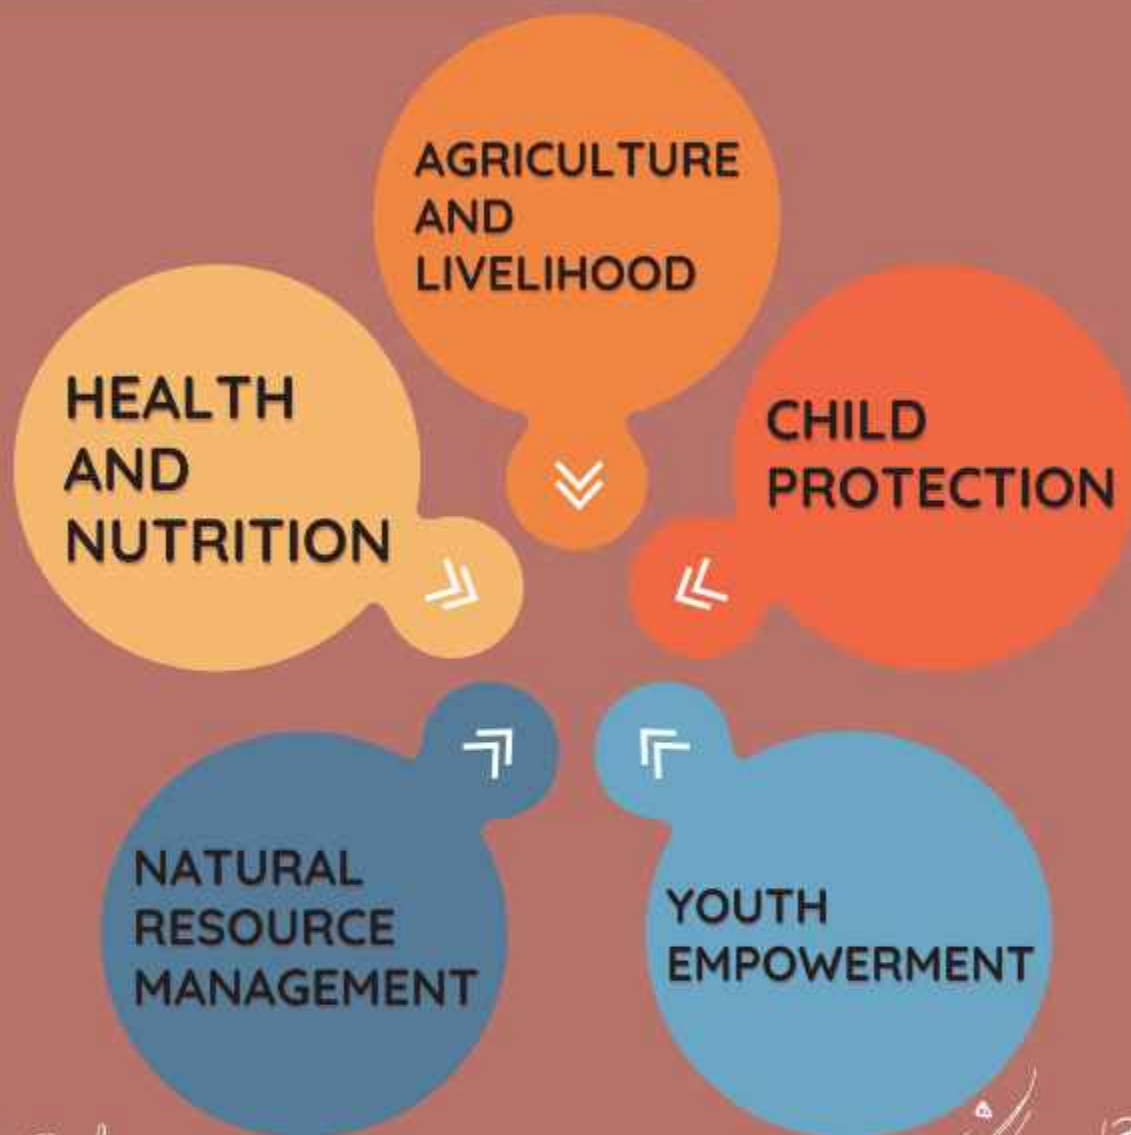 AGRICULTURE
AND
LIVELIHOOD
HEALTH
AND
NUTRITION
CHILD
PROTECTION
NATURAL
RESOURCE
MANAGEMENT
YOUTH
EMPOWERMENT